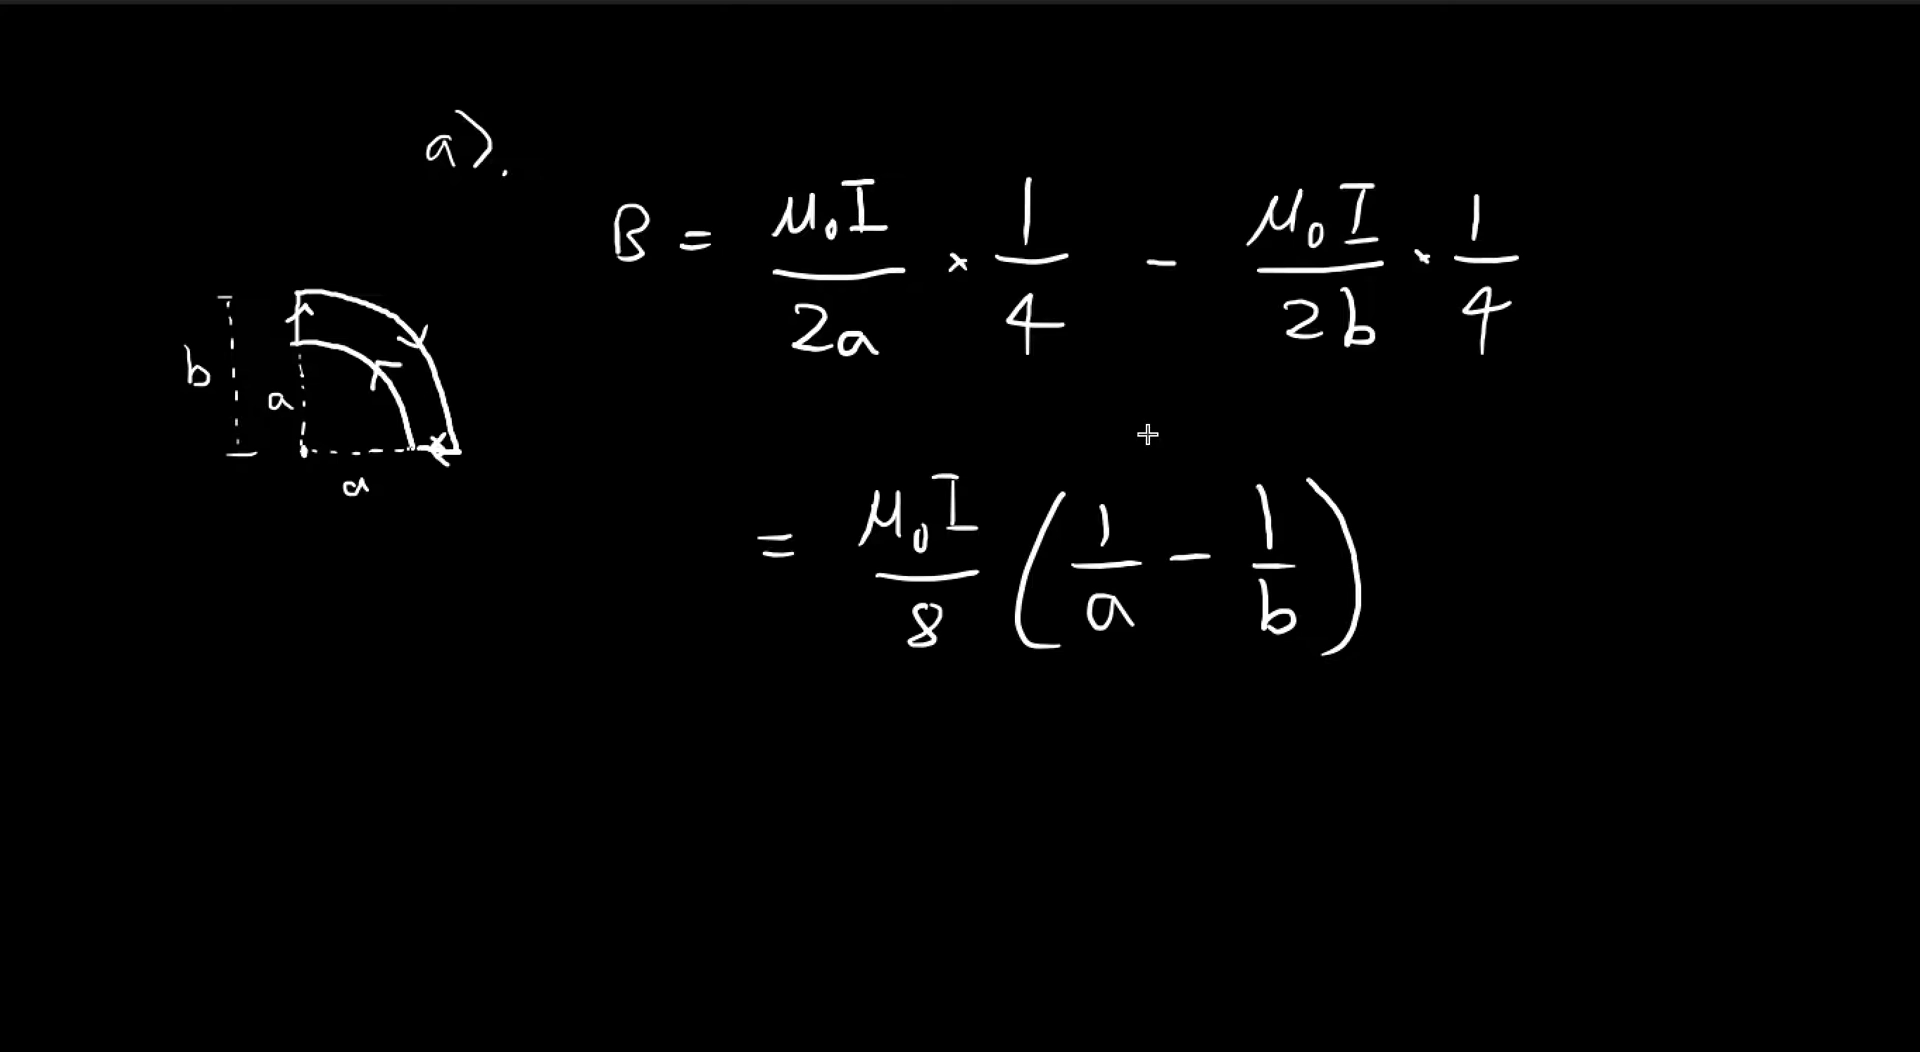 a).
B = μ₀I/2a × 1/4 - μ₀I/2b × 1/4
b
a
a
= μ₀I/8 (1/a - 1/b)